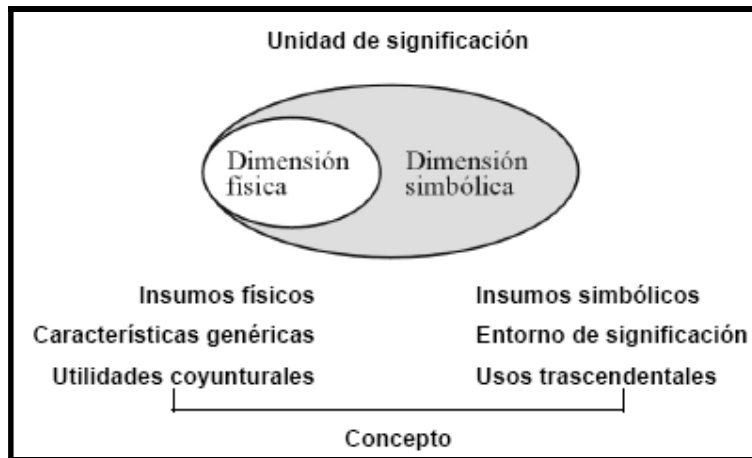 Unidad de significación
Dimensión
física
Dimensión
simbólica
Insumos físicos
Características genéricas
Utilidades coyunturales
Insumos simbólicos
Entorno de significación
Usos trascendentales
Concepto